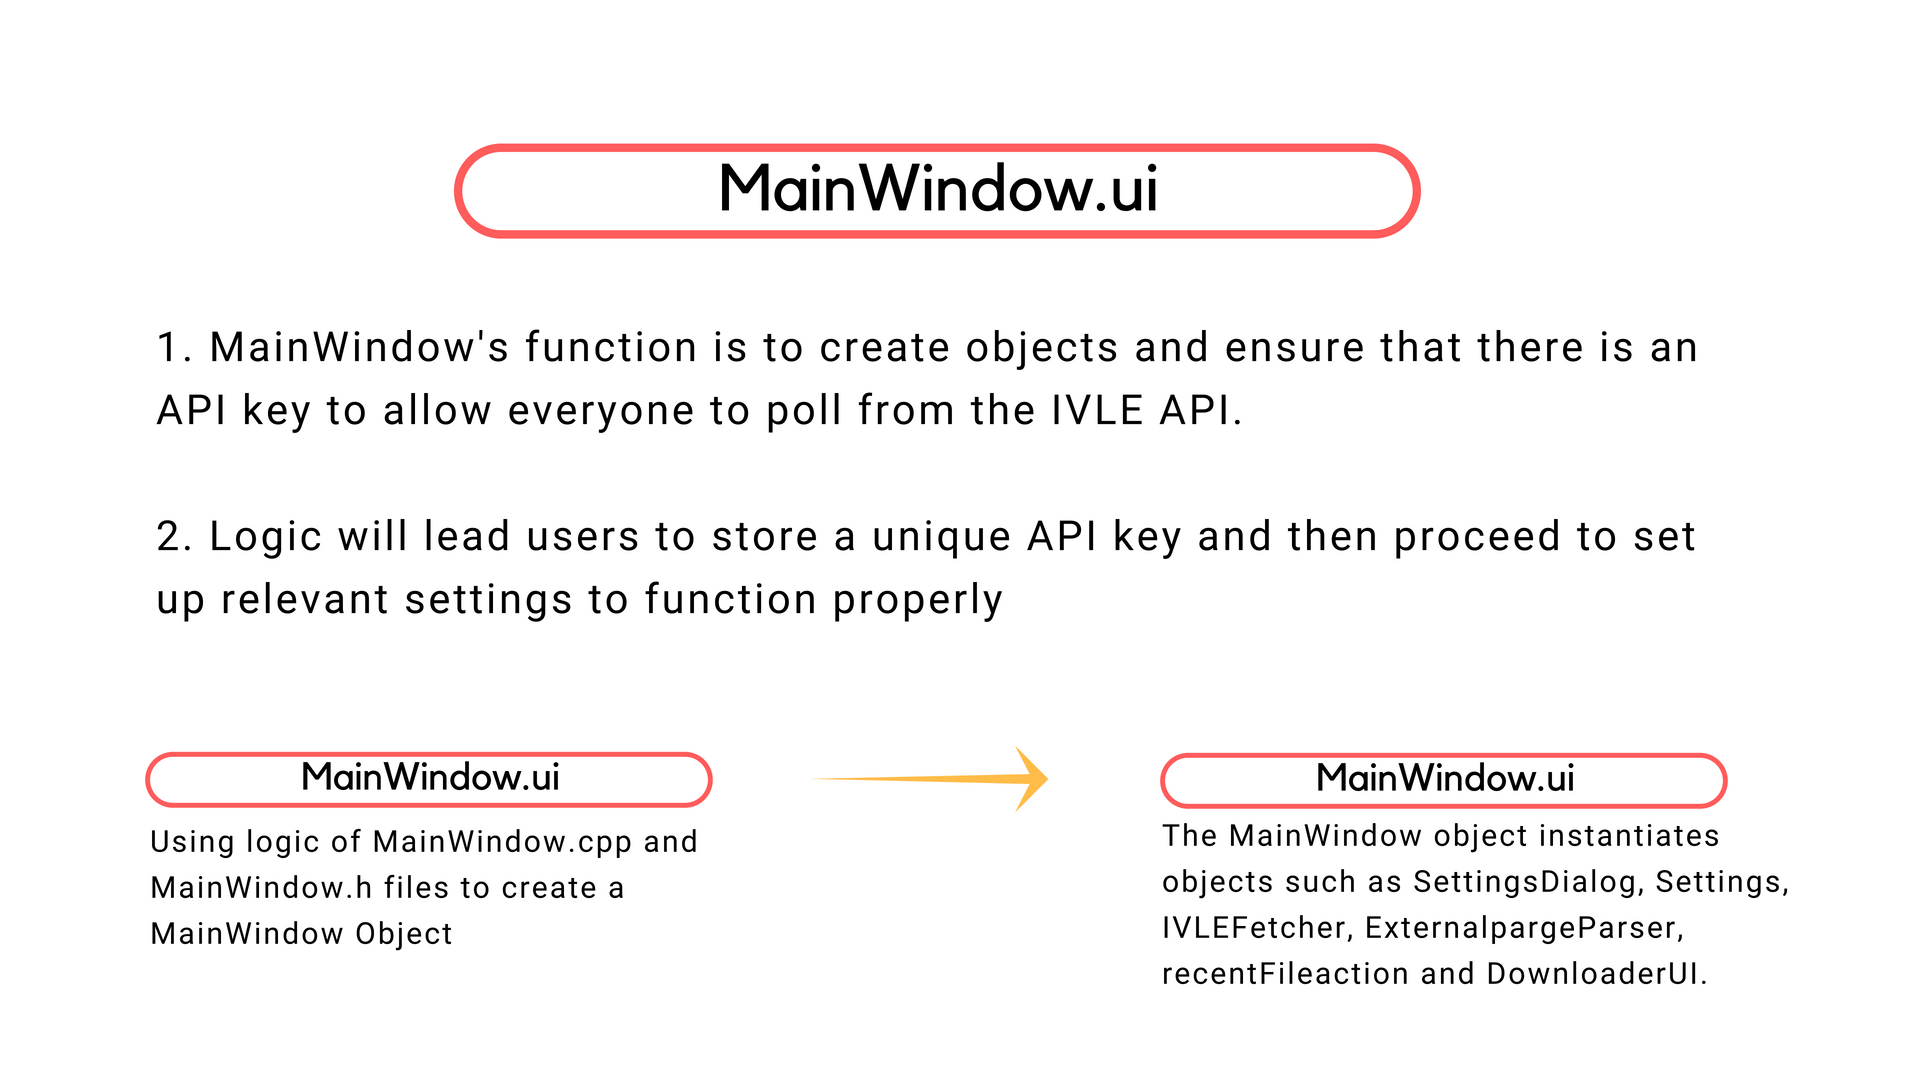 MainWindow.ui
1. MainWindow's function is to create objects and ensure that there is an
API key to allow everyone to poll from the IVLE API.
2. Logic will lead users to store a unique API key and then proceed to set
up relevant settings to function properly
MainWindow.ui
Using logic of MainWindow.cpp and
MainWindow.h files to create a
MainWindow Object
MainWindow.ui
The MainWindow object instantiates
objects such as SettingsDialog, Settings,
IVLEFetcher, ExternalpargeParser,
recentFileaction and DownloaderUI.